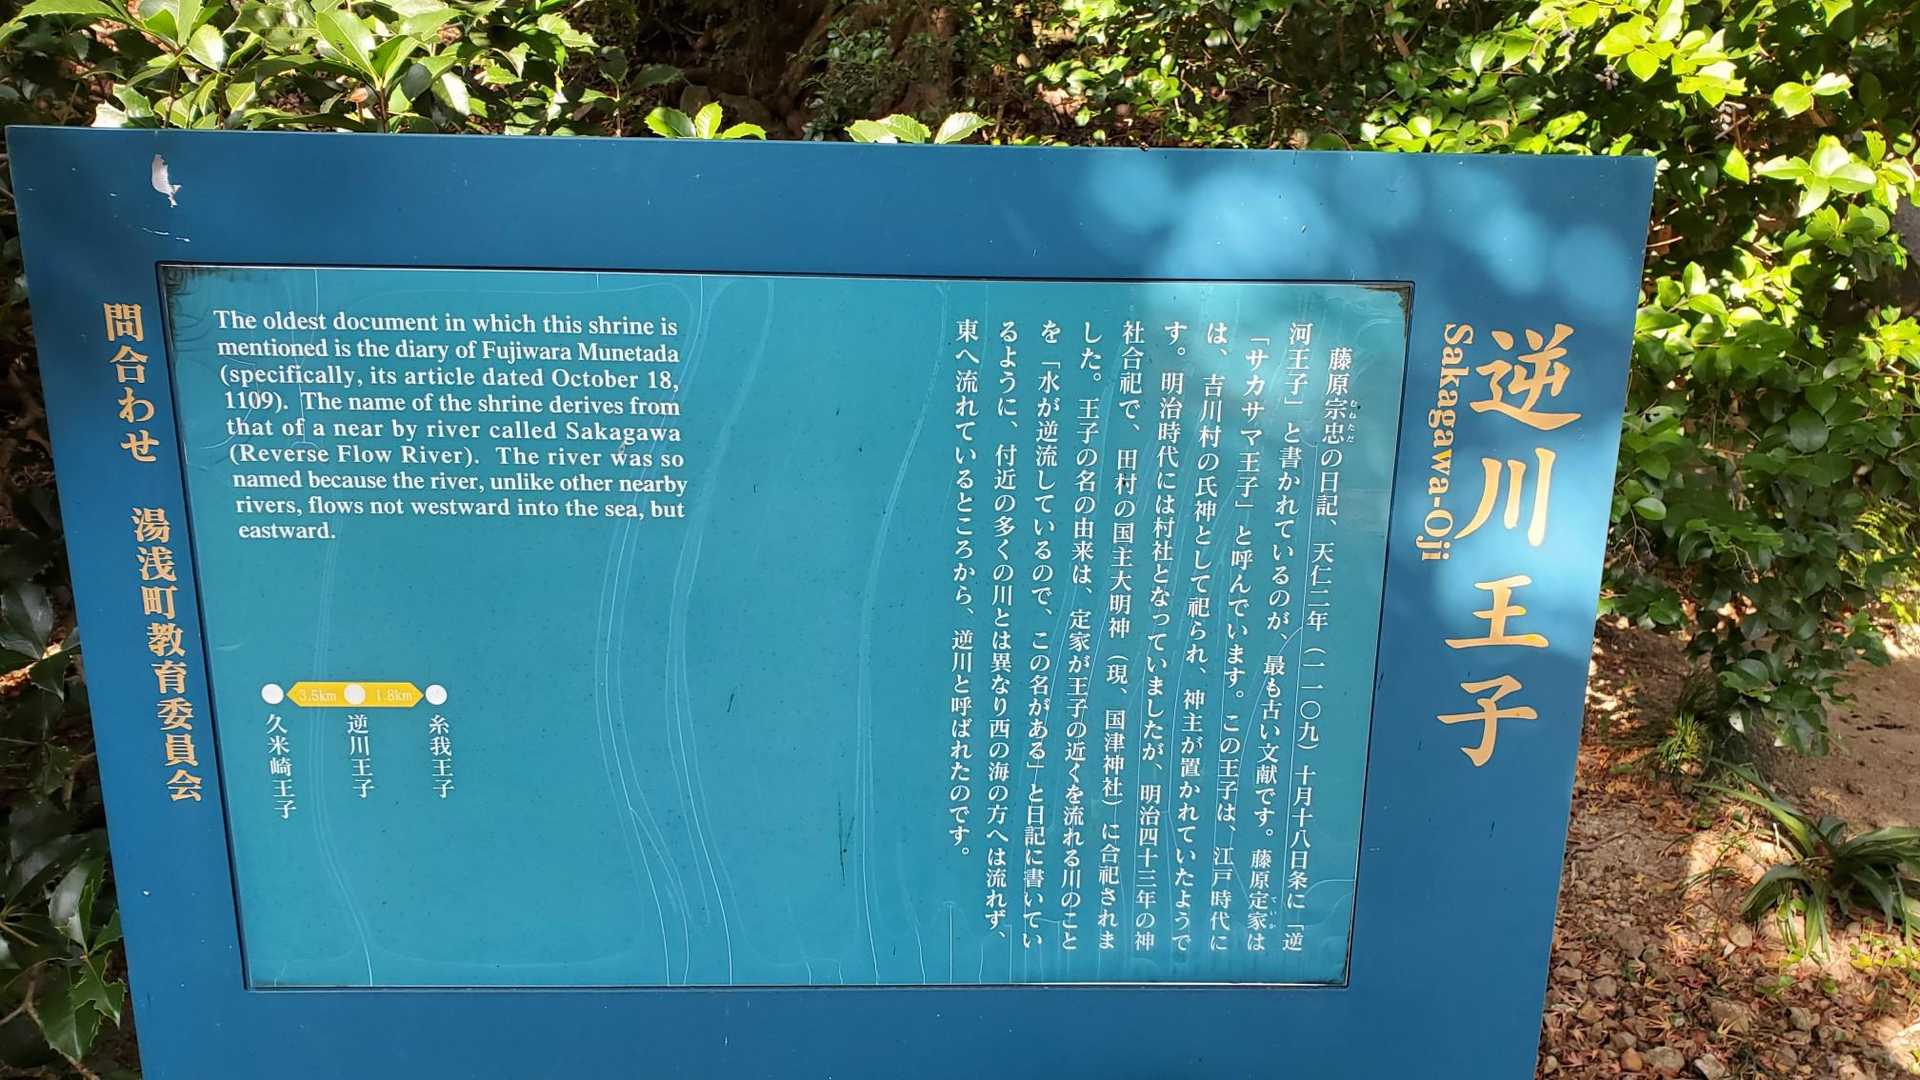 逆川王子
Sakagawa-Oji
藤原宗忠の日記、天仁二年（一一〇九）十月十八日条に「逆
むねただ
河王子」と書かれているのが、最も古い文献です。藤原定家は
ていか
「サカサマ王子」と呼んでいます。この王子は、江戸時代に
は、吉川村の氏神として祀られ、神主が置かれていたようで
す。明治時代には村社となっていましたが、明治四十三年の神
社合祀で、田村の国主大明神（現、国津神社）に合祀されま
した。王子の名の由来は、定家が王子の近くを流れる川のこと
を「水が逆流しているので、この名がある」と日記に書いてい
るように、付近の多くの川とは異なり西の海の方へは流れず、
東へ流れているところから、逆川と呼ばれたのです。
The oldest document in which this shrine is
mentioned is the diary of Fujiwara Munetada
(specifically, its article dated October 18,
1109). The name of the shrine derives from
that of a near by river called Sakagawa
(Reverse Flow River). The river was so
named because the river, unlike other nearby
rivers, flows not westward into the sea, but
eastward.
3.5km 1.8km
糸我王子
逆川王子
久米崎王子
問合わせ 湯浅町教育委員会